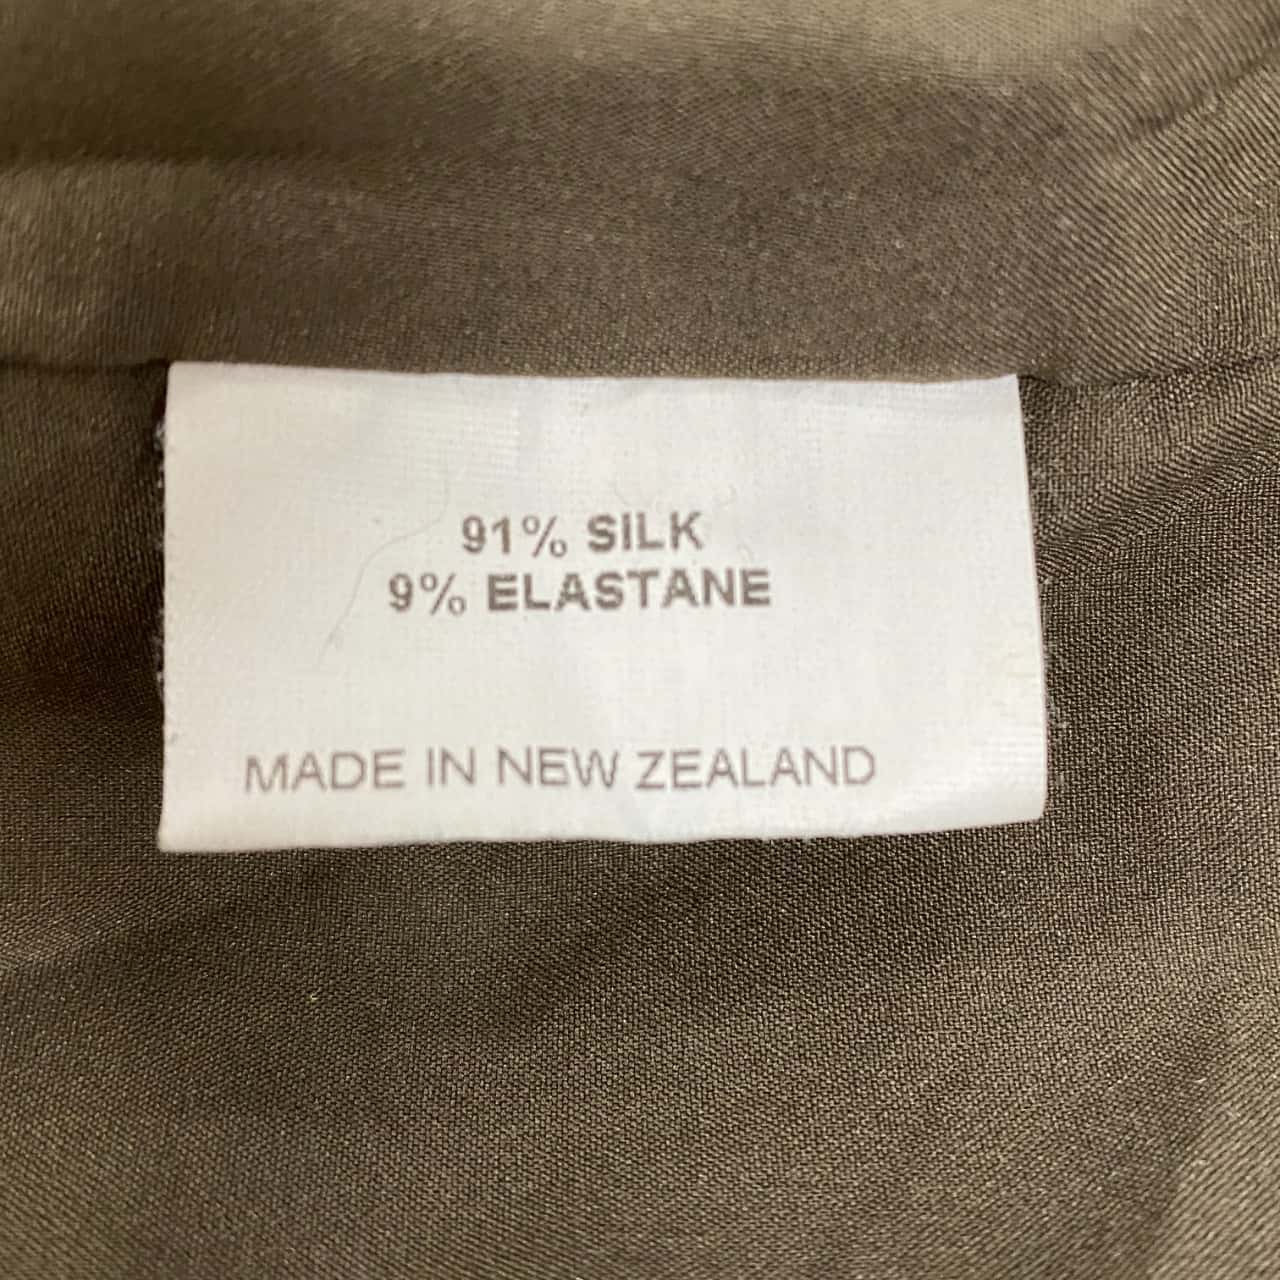 91% SILK
9% ELASTANE
MADE IN NEW ZEALAND